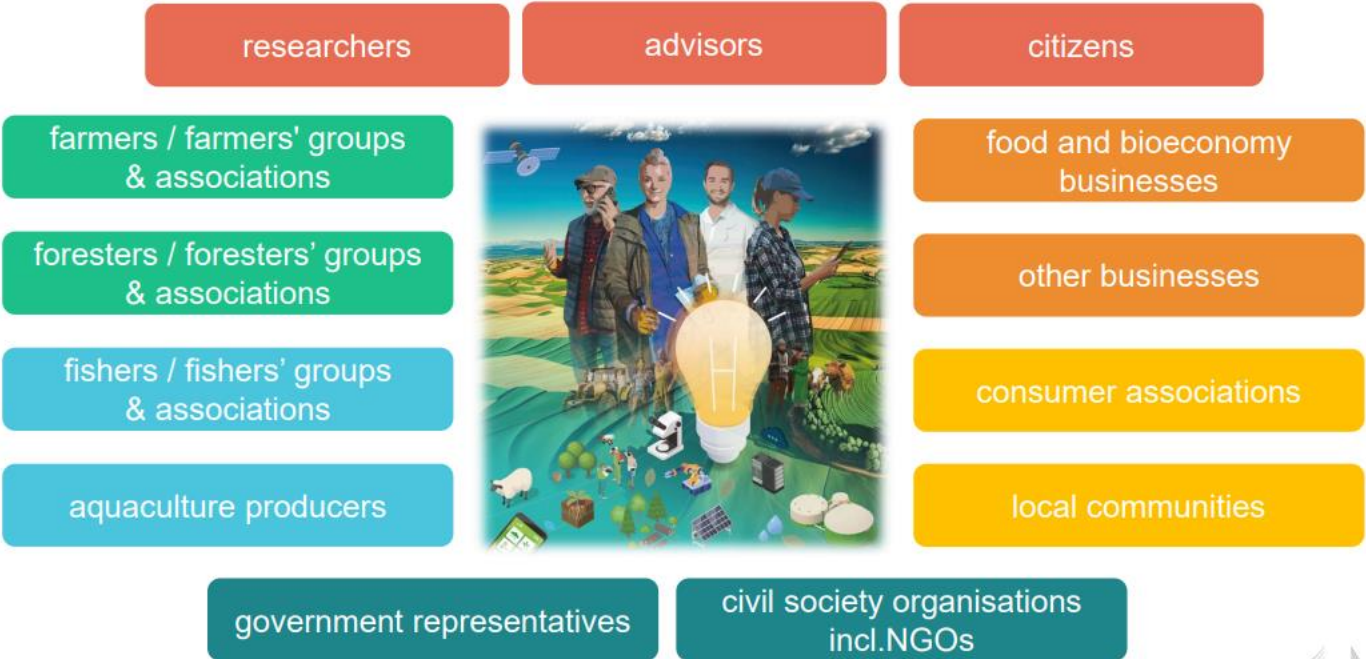 researchers
advisors
citizens
farmers / farmers' groups
& associations
food and bioeconomy
businesses
foresters / foresters’ groups
& associations
other businesses
fishers / fishers’ groups
& associations
consumer associations
aquaculture producers
local communities
government representatives
civil society organisations
incl.NGOs